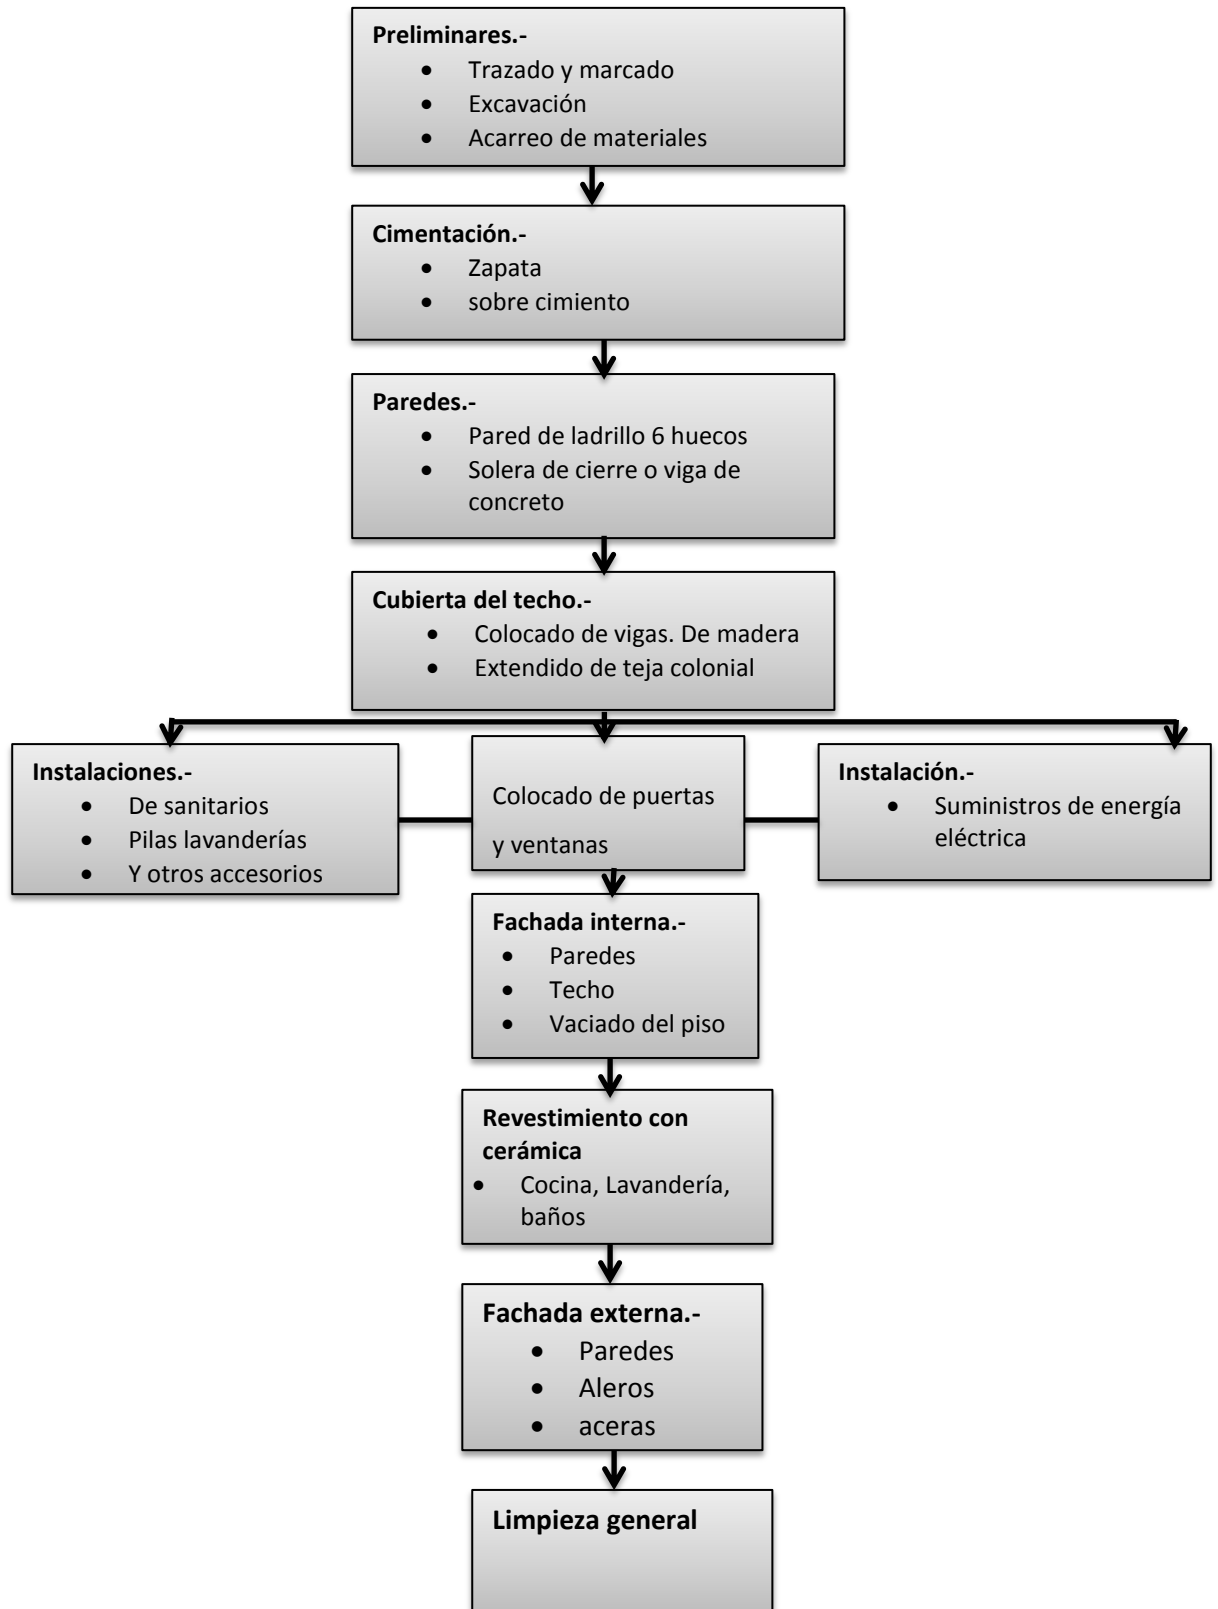 Preliminares.-
• Trazado y marcado
• Excavación
• Acarreo de materiales
Cimentación.-
• Zapata
• sobre cimiento
Paredes.-
• Pared de ladrillo 6 huecos
• Solera de cierre o viga de
concreto
Cubierta del techo.-
• Colocado de vigas. De madera
• Extendido de teja colonial
Instalaciones.-
• De sanitarios
• Pilas lavanderías
• Y otros accesorios
Colocado de puertas
y ventanas
Instalación.-
• Suministros de energía
eléctrica
Fachada interna.-
• Paredes
• Techo
• Vaciado del piso
Revestimiento con
cerámica
• Cocina, Lavandería,
baños
Fachada externa.-
• Paredes
• Aleros
• aceras
Limpieza general